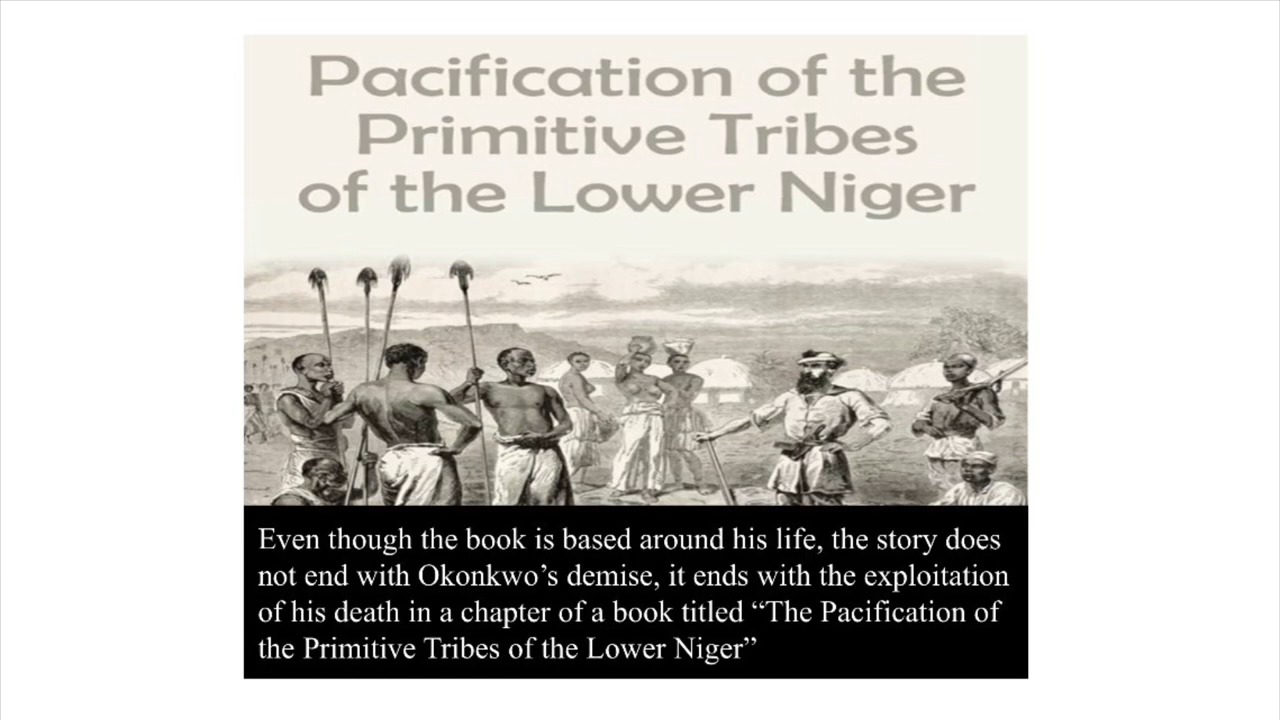 Pacification of the
Primitive Tribes
of the Lower Niger
Even though the book is based around his life, the story does
not end with Okonkwo’s demise, it ends with the exploitation
of his death in a chapter of a book titled “The Pacification of
the Primitive Tribes of the Lower Niger”